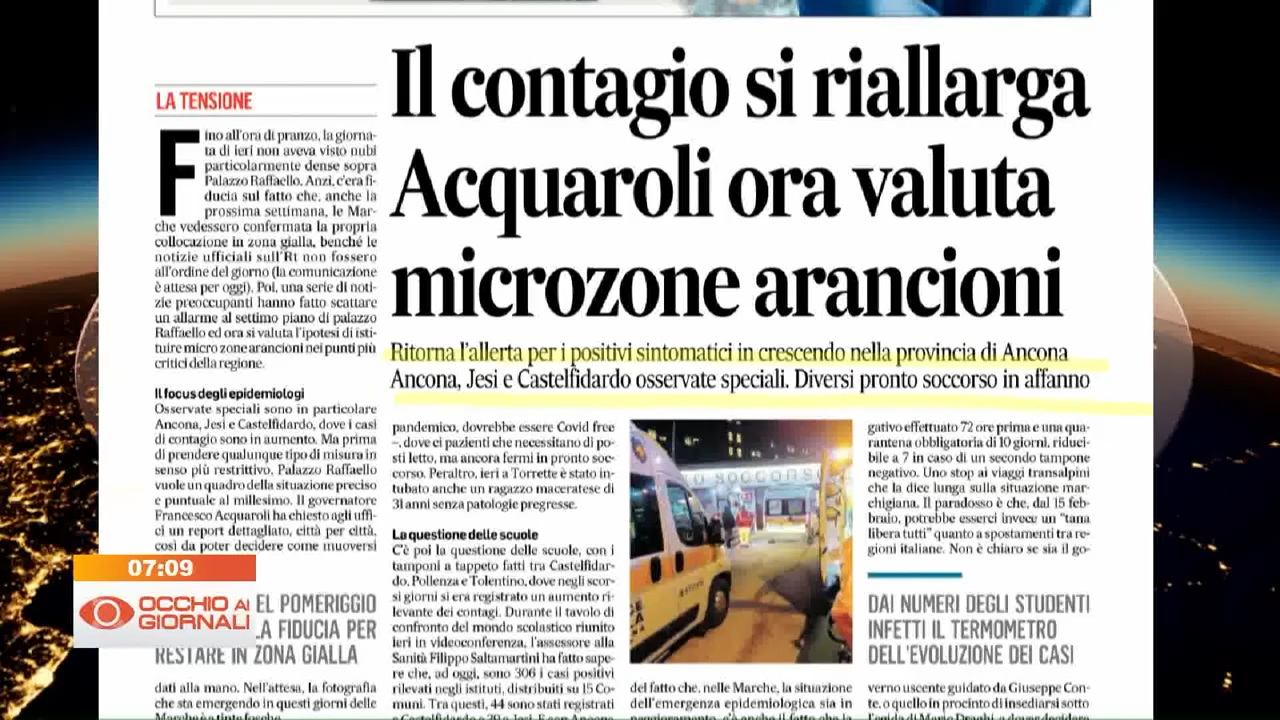 LA TENSIONE
Il contagio si riallarga
Acquaroli ora valuta
microzone arancioni
Ritorna l'allerta per i positivi sintomatici in crescendo nella provincia di Ancona
Ancona, Jesi e Castelfidardo osservate speciali. Diversi pronto soccorso in affanno
Fino all'ora di pranzo, la giorna-
ta di ieri non aveva visto nubi
particolarmente dense sopra
Palazzo Raffaello. Anzi, c'era fi-
ducia sul fatto che, anche la
prossima settimana, le Mar-
che vedessero confermata la propria
collocazione in zona gialla, benché le
notizie ufficiali sull'Rt non fossero
all'ordine del giorno (la comunicazione
è attesa per oggi). Poi, una serie di noti-
zie preoccupanti hanno fatto scattare
un allarme al settimo piano di palazzo
Raffaello ed ora si valuta l'ipotesi di isti-
tuire micro zone arancioni nei punti più
critici della regione.
Il focus degli epidemiologi
Osservate speciali sono in particolare
Ancona, Jesi e Castelfidardo, dove i casi
di contagio sono in aumento. Ma prima
di prendere qualunque tipo di misura in
senso più restrittivo, Palazzo Raffaello
vuole un quadro della situazione preciso
e puntuale al millesimo. Il governatore
Francesco Acquaroli ha chiesto agli uffi-
ci un report dettagliato, città per città,
così da poter decidere come muoversi
07:09
OCCHIO AI
GIORNALI
EL POMERIGGIO
LA FIDUCIA PER
RESTARE IN ZONA GIALLA
dati alla mano. Nell'attesa, la fotografia
che sta emergendo in questi giorni delle
pandemico, dovrebbe essere Covid free
–, dove ci pazienti che necessitano di po-
sti letto, ma ancora fermi in pronto soc-
corso. Peraltro, ieri a Torrette è stato in-
tubato anche un ragazzo maceratese di
31 anni senza patologie pregresse.
La questione delle scuole
C'è poi la questione delle scuole, con i
tamponi a tappeto fatti tra Castelfidar-
do, Pollenza e Tolentino, dove negli scor-
si giorni si era registrato un aumento ri-
levante dei contagi. Durante il tavolo di
confronto del mondo scolastico riunito
ieri in videoconferenza, l'assessore alla
Sanità Filippo Saltamartini ha fatto sape-
re che, ad oggi, sono 306 i casi positivi
rilevati negli istituti, distribuiti su 15 Co-
muni. Tra questi, 44 sono stati registrati
O SOCCORSO
del fatto che, nelle Marche, la situazione
dell'emergenza epidemiologica sia in
gativo effettuato 72 ore prima e una qua-
rantena obbligatoria di 10 giorni, riduci-
bile a 7 in caso di un secondo tampone
negativo. Uno stop ai viaggi transalpini
che la dice lunga sulla situazione mar-
chigiana. Il paradosso è che, dal 15 feb-
braio, potrebbe esserci invece un "tana
libera tutti" quanto a spostamenti tra re-
gioni italiane. Non è chiaro se sia il go-
DAI NUMERI DEGLI STUDENTI
INFETTI IL TERMOMETRO
DELL'EVOLUZIONE DEI CASI
verno uscente guidato da Giuseppe Con-
te, o quello in procinto di insediarsi sotto